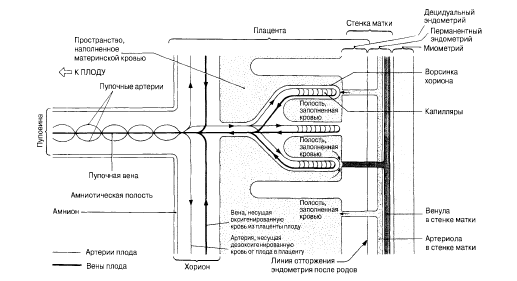 Плацента
Стенка матки
Децидуальный
эндометрий
Перманентный
эндометрий
Миометрий
Пространство,
наполненное
материнской кровью
К ПЛОДУ
Пупочные артерии
Ворсинка
хориона
Капилляры
Полость,
заполненная
кровью
Пуповина
Полость,
заполненная
кровью
Пупочная вена
Амниотическая полость
Амнион
Полость,
заполненная
кровью
Вена, несущая
оксигенированную
кровь из плаценты плоду
Артерия, несущая
дезоксигенированную
кровь от плода в плаценту
Венула
в стенке матки
Артериола
в стенке матки
Артерии плода
Вены плода
Хорион
Линия отторжения
эндометрия после родов